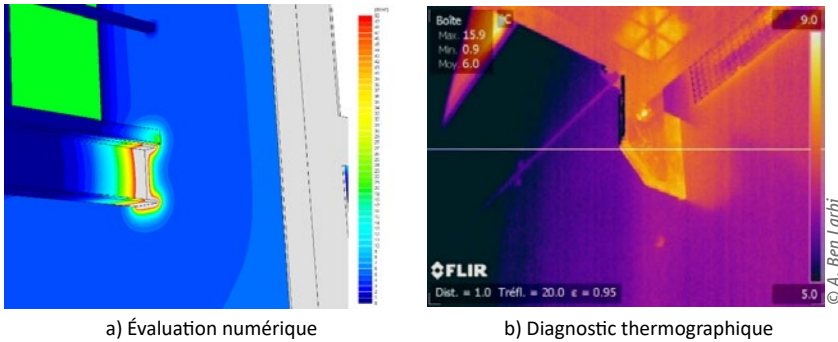 Boîte
°C
Max. 15.9
Min. 0.9
Moy. 6.0
9.0
FLIR
Dist. = 1.0 Tréfl. = 20.0 ε = 0.95
5.0
© A. Ben Larbi
a) Évaluation numérique
b) Diagnostic thermographique